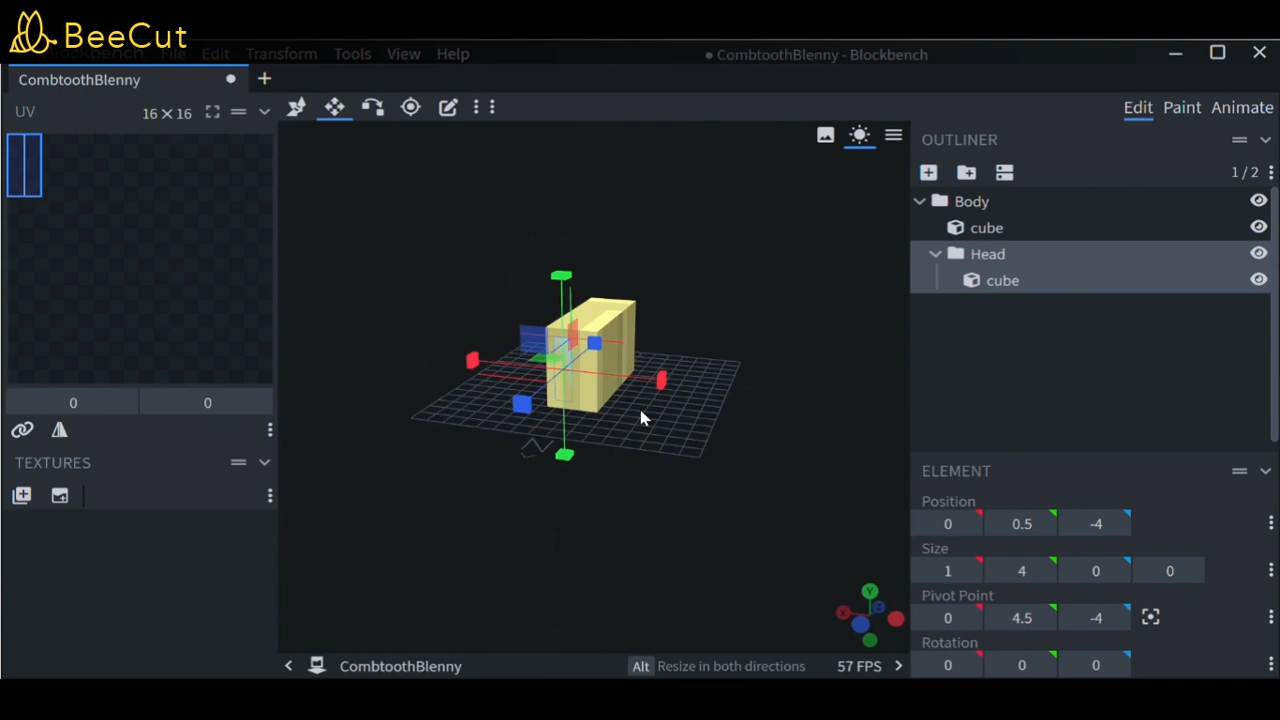 BeeCut
File Edit Transform Tools View Help
CombtoothBlenny - Blockbench
CombtoothBlenny
UV 16×16
Edit Paint Animate
OUTLINER
1 / 2
Body
cube
Head
cube
0 0
TEXTURES
ELEMENT
Position
0 0.5 -4
Size
1 4 0 0
Pivot Point
0 4.5 -4
Rotation
0 0 0
Y
X
Z
CombtoothBlenny
Alt Resize in both directions 57 FPS